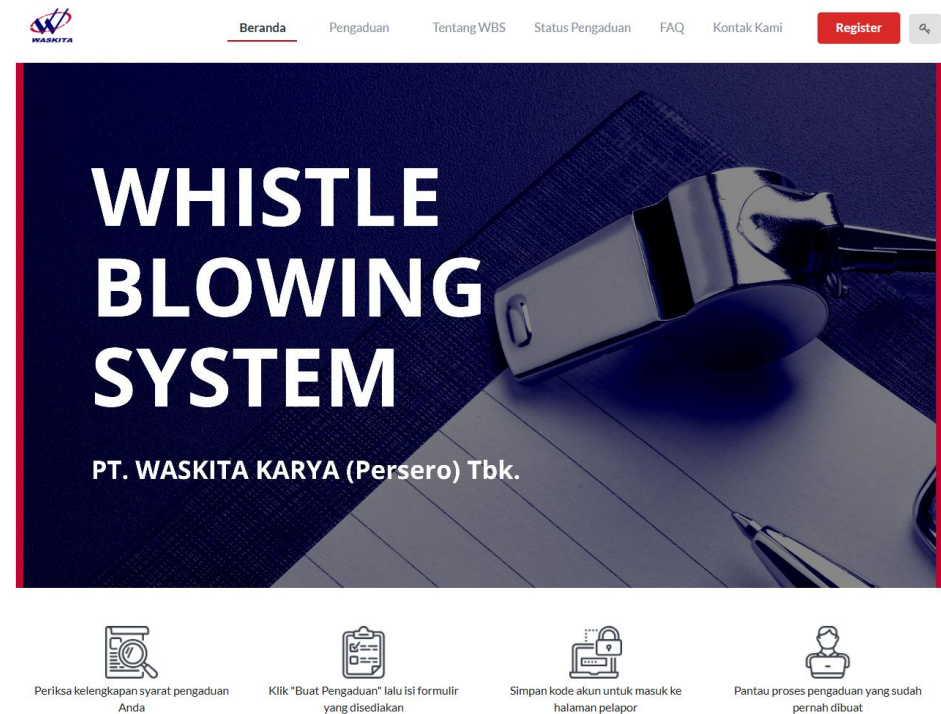 WASKITA
Beranda
Pengaduan
Tentang WBS
Status Pengaduan
FAQ
Kontak Kami
Register
WHISTLE
BLOWING
SYSTEM
PT. WASKITA KARYA (Persero) Tbk.
Periksa kelengkapan syarat pengaduan
Anda
Klik "Buat Pengaduan" lalu isi formulir
yang disediakan
Simpan kode akun untuk masuk ke
halaman pelapor
Pantau proses pengaduan yang sudah
pernah dibuat